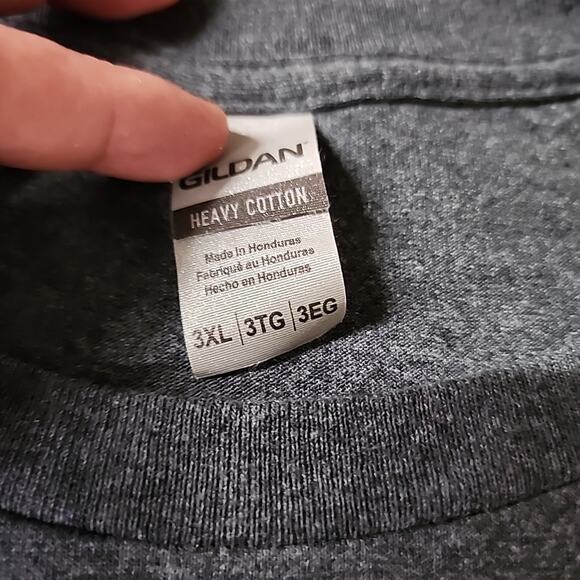 GILDAN
HEAVY COTTON
Made in Honduras
Fabriqué au Honduras
Hecho en Honduras
3XL | 3TG | 3EG